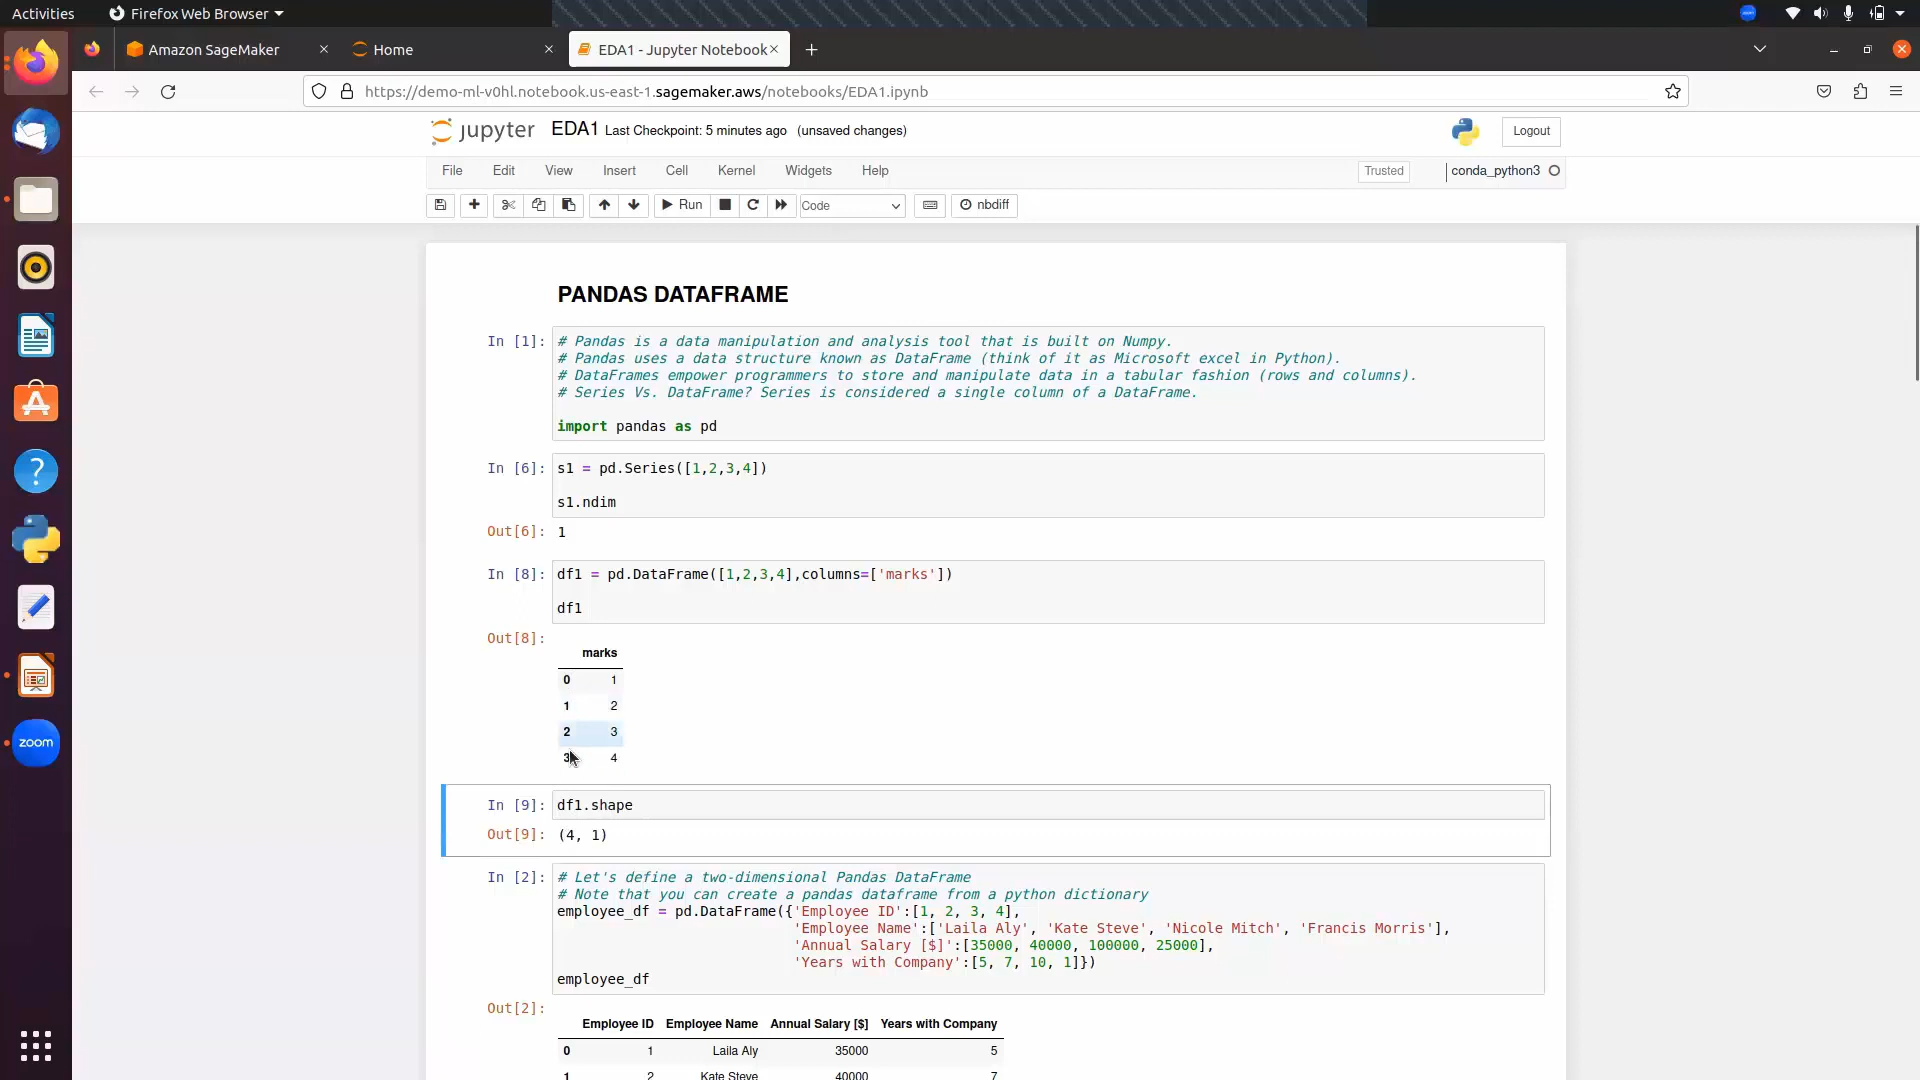 Activities Firefox Web Browser
Amazon SageMaker Home EDA1 - Jupyter Notebook
https://demo-ml-v0hl.notebook.us-east-1.sagemaker.aws/notebooks/EDA1.ipynb
jupyter EDA1 Last Checkpoint: 5 minutes ago (unsaved changes) Logout
File Edit View Insert Cell Kernel Widgets Help Trusted conda_python3
Run Code nbdiff
PANDAS DATAFRAME
In [1]: # Pandas is a data manipulation and analysis tool that is built on Numpy.
# Pandas uses a data structure known as DataFrame (think of it as Microsoft excel in Python).
# DataFrames empower programmers to store and manipulate data in a tabular fashion (rows and columns).
# Series Vs. DataFrame? Series is considered a single column of a DataFrame.
import pandas as pd
In [6]: s1 = pd.Series([1,2,3,4])
s1.ndim
Out[6]: 1
In [8]: df1 = pd.DataFrame([1,2,3,4],columns=['marks'])
df1
Out[8]:
marks
0 1
1 2
2 3
3 4
zoom
In [9]: df1.shape
Out[9]: (4, 1)
In [2]: # Let's define a two-dimensional Pandas DataFrame
# Note that you can create a pandas dataframe from a python dictionary
employee_df = pd.DataFrame({'Employee ID':[1, 2, 3, 4],
'Employee Name':['Laila Aly', 'Kate Steve', 'Nicole Mitch', 'Francis Morris'],
'Annual Salary [$]':[35000, 40000, 100000, 25000],
'Years with Company':[5, 7, 10, 1]})
employee_df
Out[2]:
Employee ID Employee Name Annual Salary [$] Years with Company
0 1 Laila Aly 35000 5
1 2 Kate Steve 40000 7